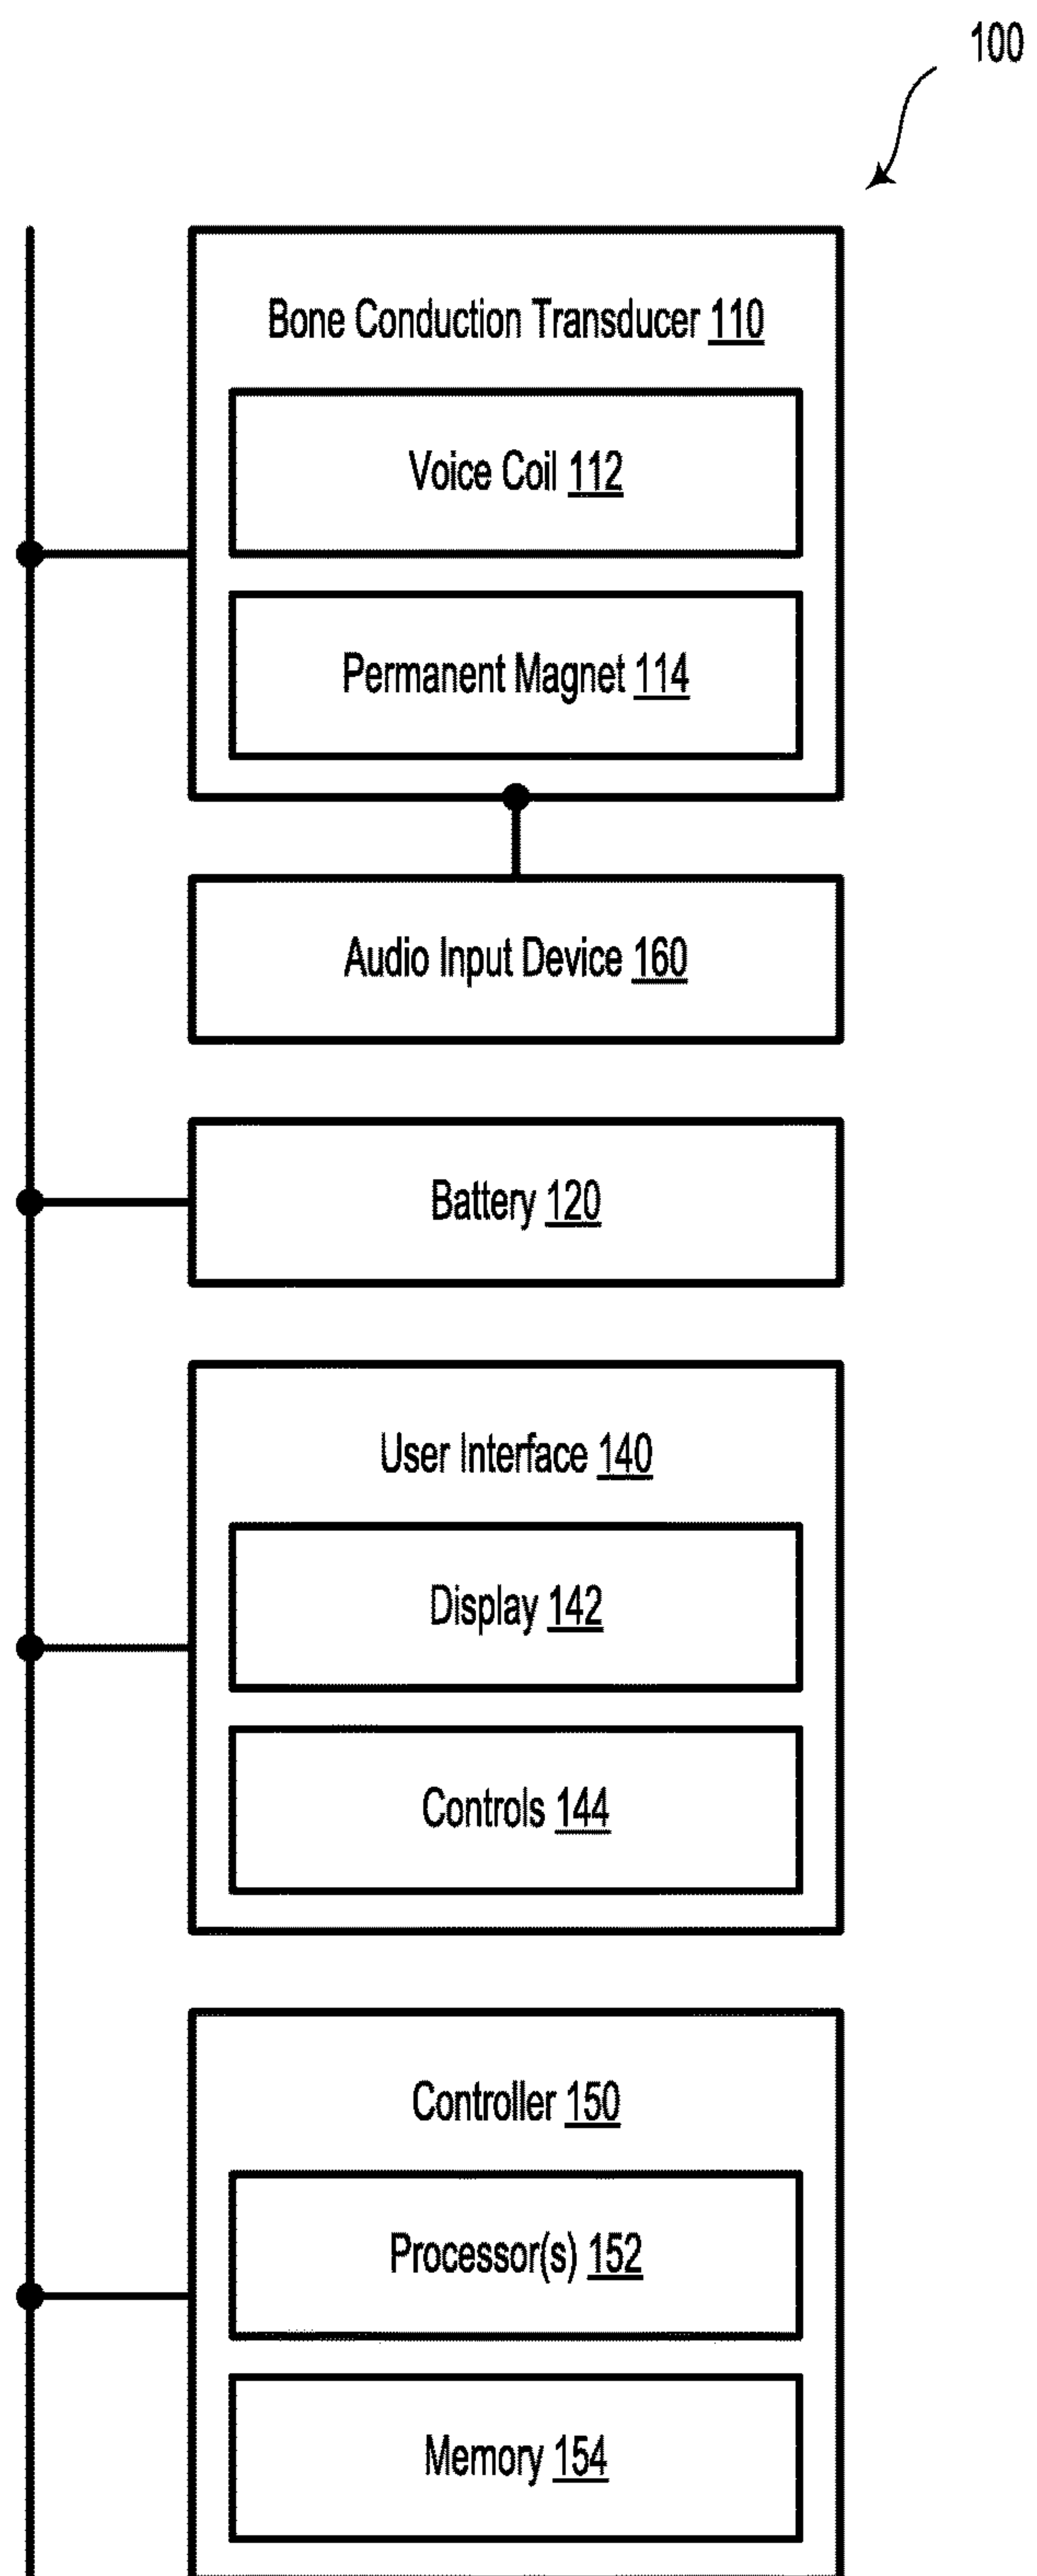 100
Bone Conduction Transducer 110
Voice Coil 112
Permanent Magnet 114
Audio Input Device 160
Battery 120
User Interface 140
Display 142
Controls 144
Controller 150
Processor(s) 152
Memory 154